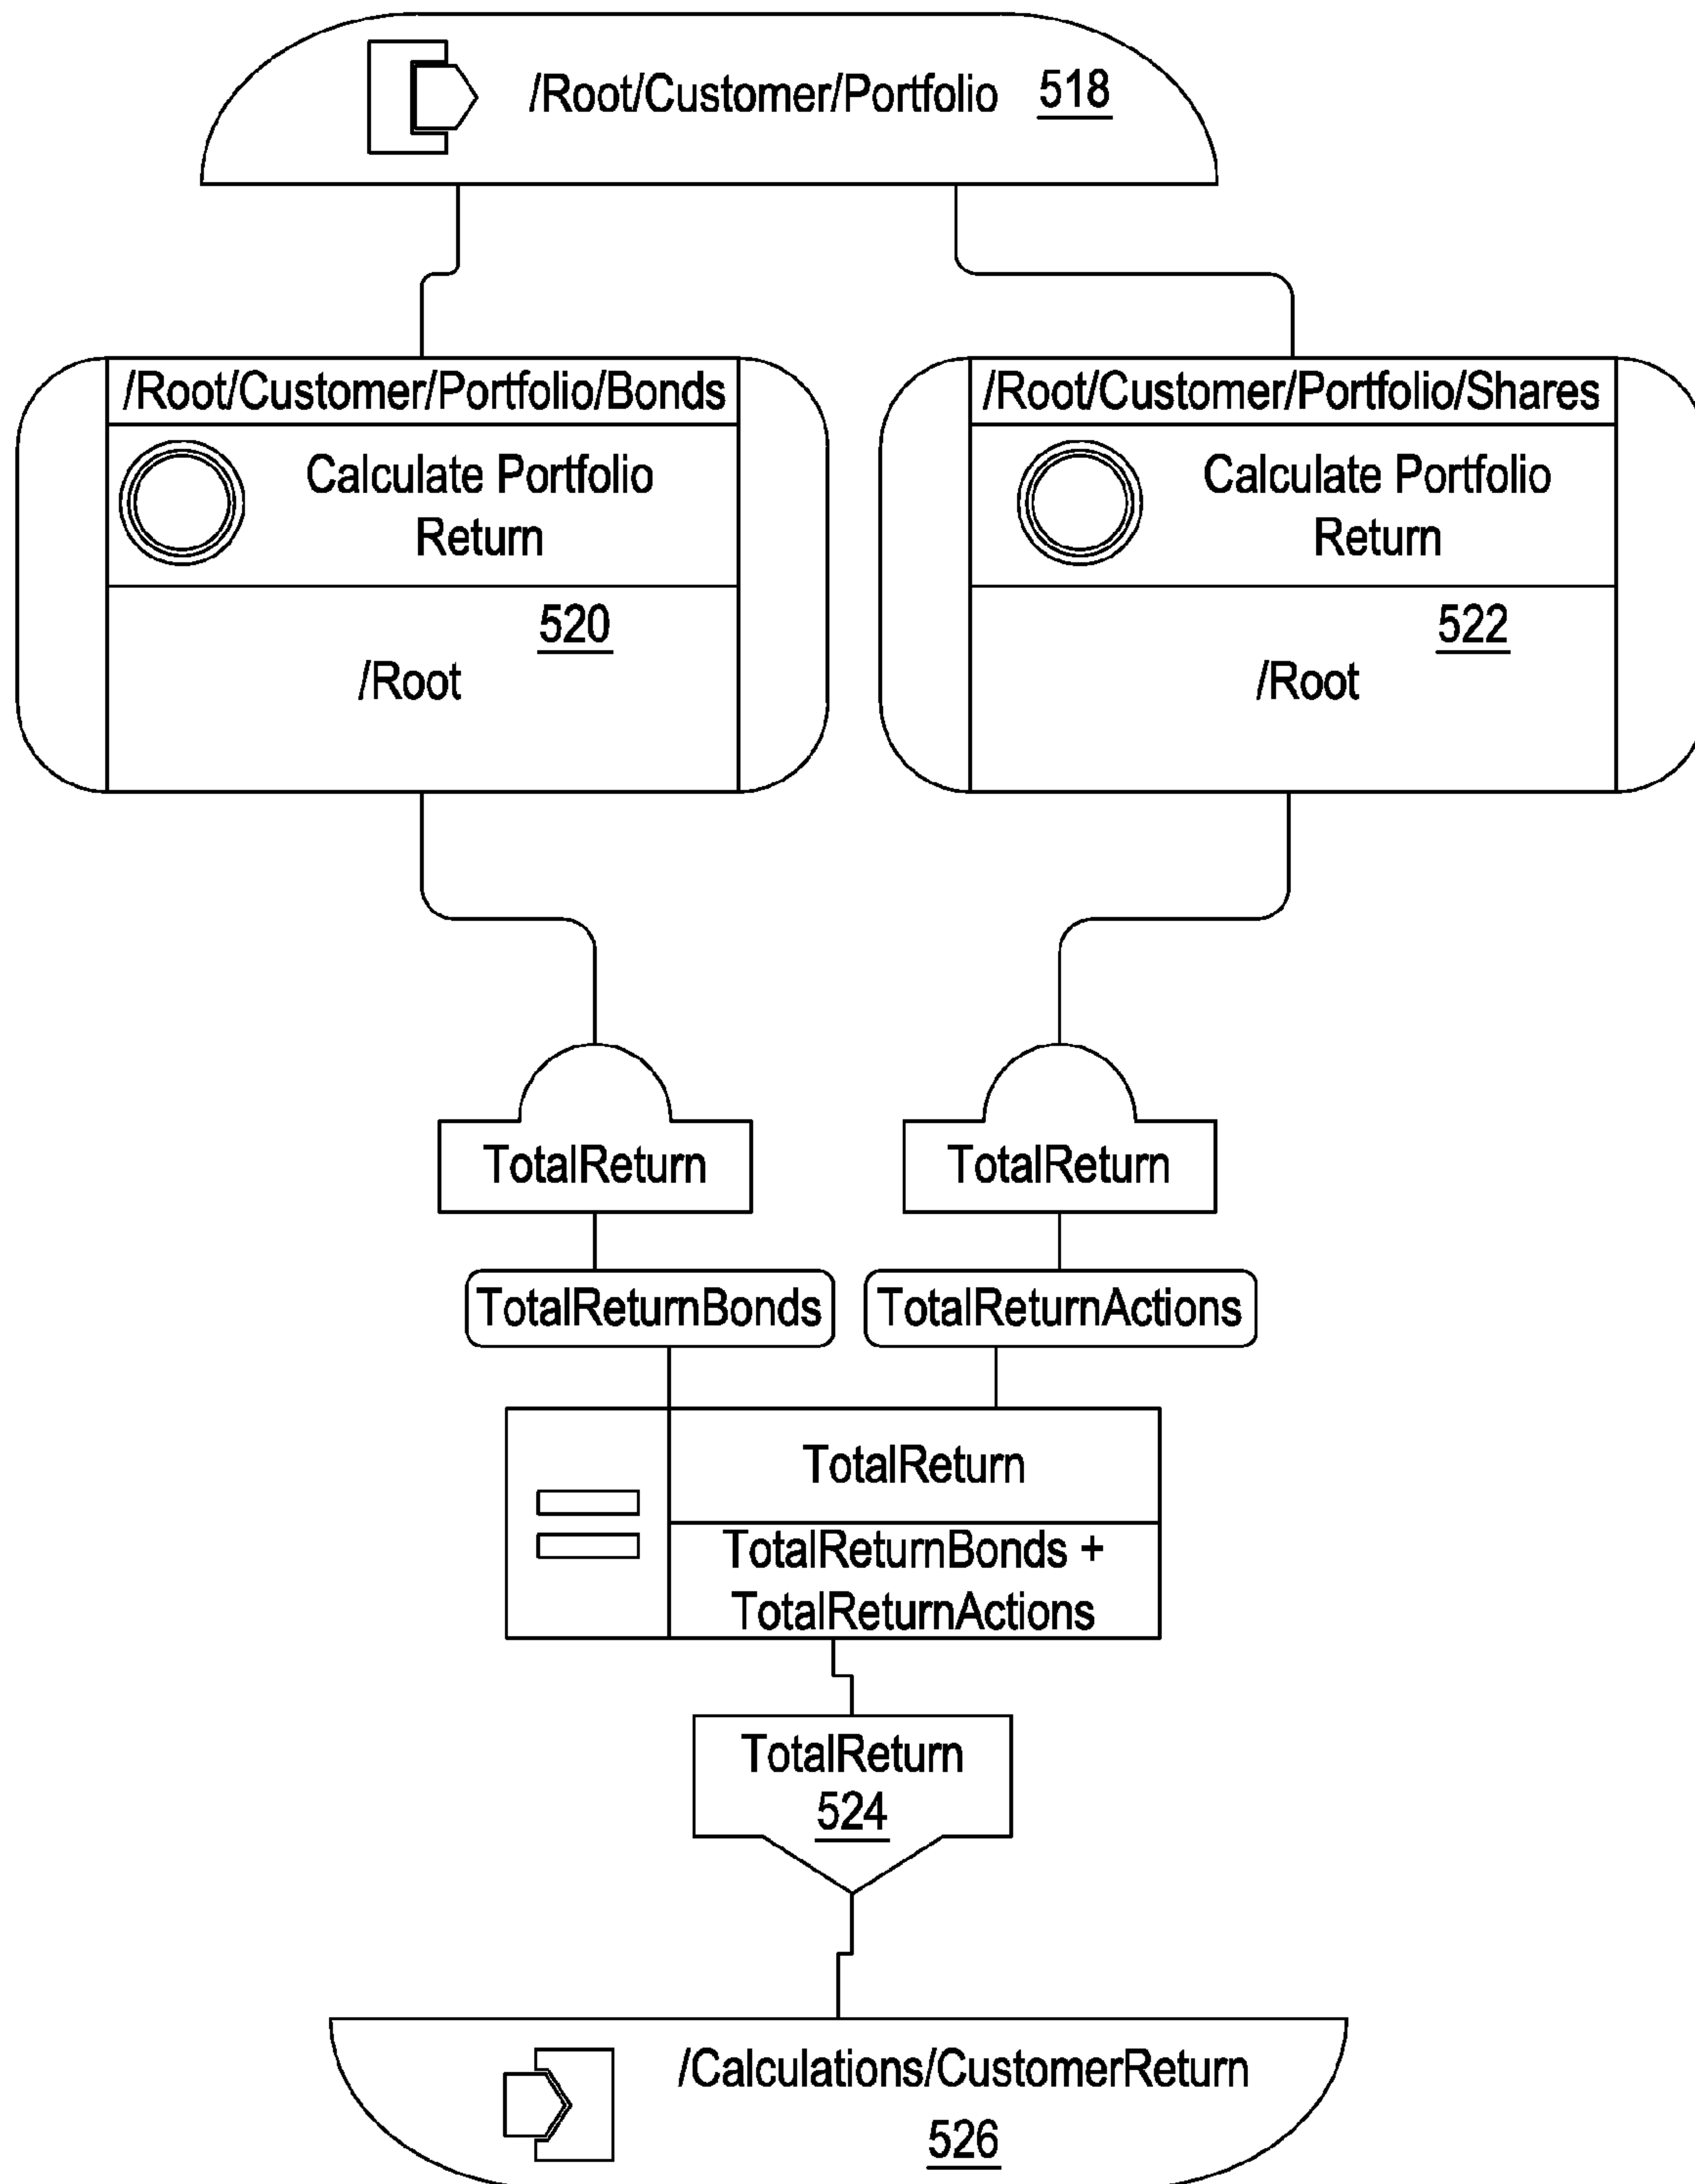 /Root/Customer/Portfolio 518
/Root/Customer/Portfolio/Bonds
Calculate Portfolio
Return
520
/Root
/Root/Customer/Portfolio/Shares
Calculate Portfolio
Return
522
/Root
TotalReturn
TotalReturn
TotalReturnBonds
TotalReturnActions
TotalReturn
TotalReturnBonds +
TotalReturnActions
TotalReturn
524
/Calculations/CustomerReturn
526